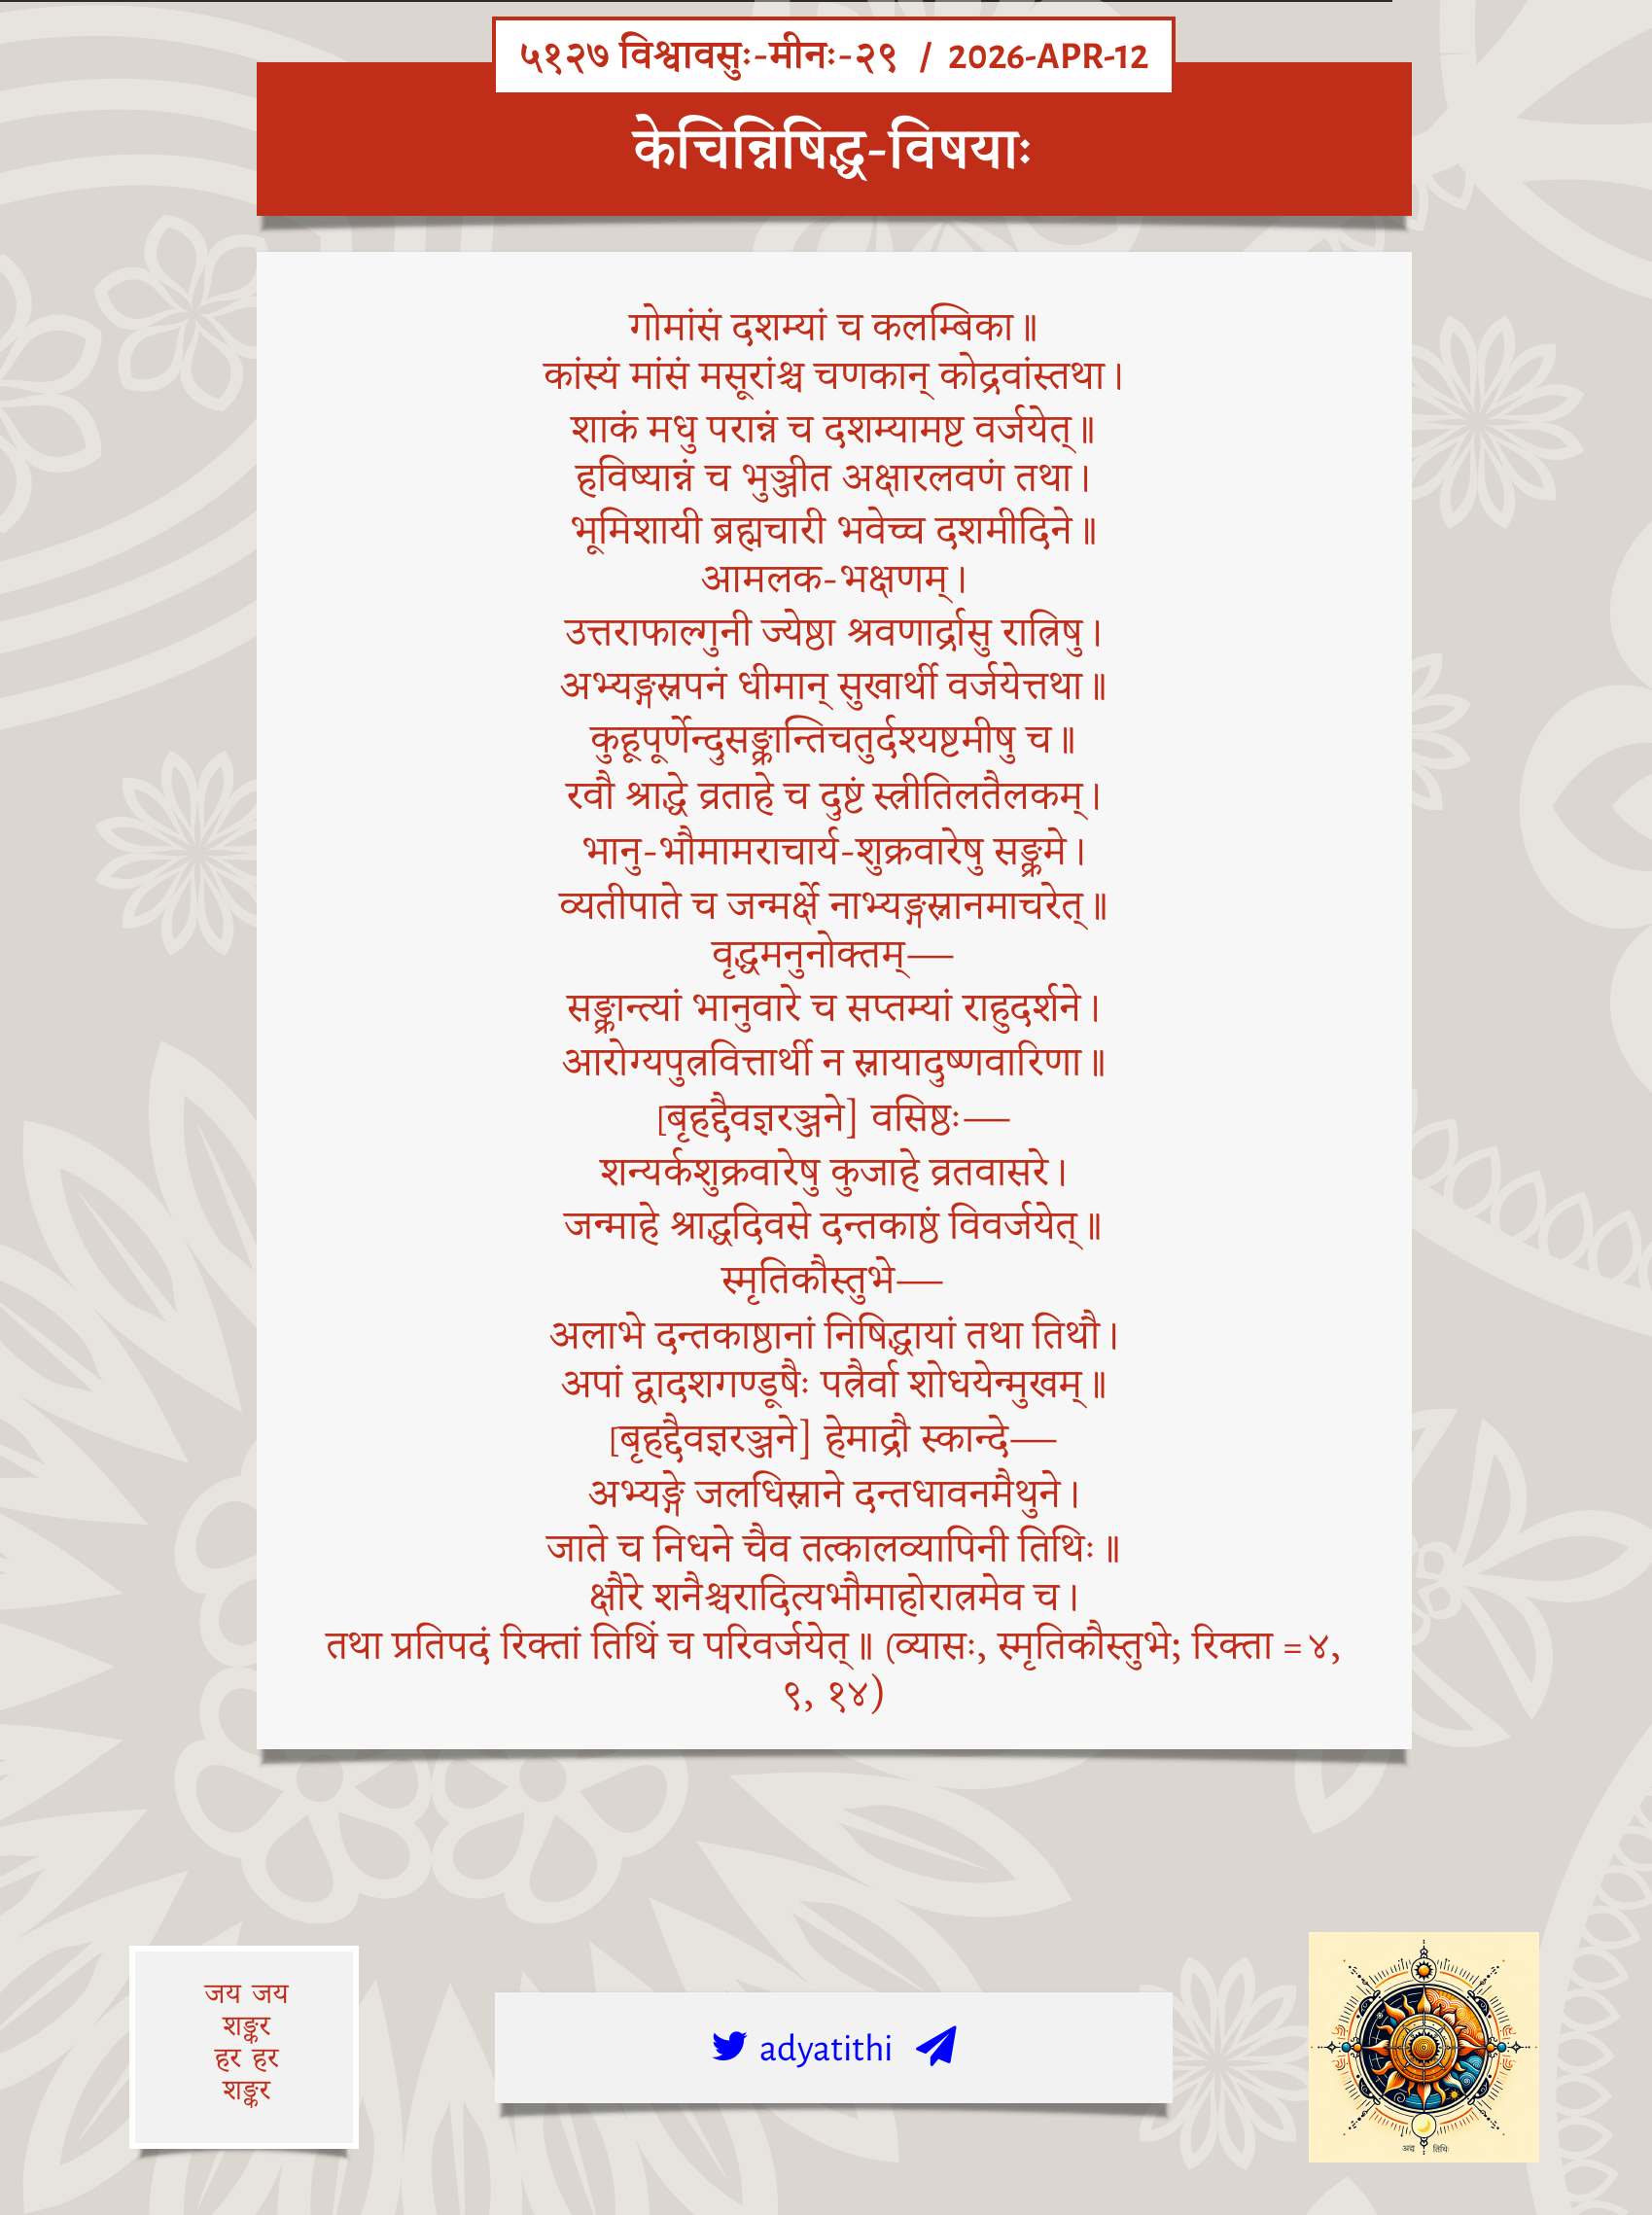 ५१२७ विश्वावसुः-मीनः-२९ / 2026-APR-12
केचिन्निषिद्ध-विषयाः
गोमांसं दशम्यां च कलम्बिका॥
कांस्यं मांसं मसूरांश्च चणकान् कोद्रवांस्तथा।
शाकं मधु परान्नं च दशम्यामष्ट वर्जयेत्॥
हविष्यान्नं च भुञ्जीत अक्षारलवणं तथा।
भूमिशायी ब्रह्मचारी भवेच्च दशमीदिने॥
आमलक-भक्षणम्।
उत्तराफाल्गुनी ज्येष्ठा श्रवणार्द्रासु रात्रिषु।
अभ्यङ्गस्नपनं धीमान् सुखार्थी वर्जयेत्तथा॥
कुहूपूर्णेन्दुसङ्क्रान्तिचतुर्दश्यष्टमीषु च॥
रवौ श्राद्धे व्रताहे च दुष्टं स्त्रीतिलतैलकम्।
भानु-भौमामराचार्य-शुक्रवारेषु सङ्क्रमे।
व्यतीपाते च जन्मर्क्षे नाभ्यङ्गस्नानमाचरेत्॥
वृद्धमनुनोक्तम्—
सङ्क्रान्त्यां भानुवारे च सप्तम्यां राहुदर्शने।
आरोग्यपुत्रवित्तार्थी न स्नायादुष्णवारिणा॥
[बृहद्दैवज्ञरञ्जने] वसिष्ठः—
शन्यर्कशुक्रवारेषु कुजाहे व्रतवासरे।
जन्माहे श्राद्धदिवसे दन्तकाष्ठं विवर्जयेत्॥
स्मृतिकौस्तुभे—
अलाभे दन्तकाष्ठानां निषिद्धायां तथा तिथौ।
अपां द्वादशगण्डूषैः पत्रैर्वा शोधयेन्मुखम्॥
[बृहद्दैवज्ञरञ्जने] हेमाद्रौ स्कान्दे—
अभ्यङ्गे जलधिस्नाने दन्तधावनमैथुने।
जाते च निधने चैव तत्कालव्यापिनी तिथिः॥
क्षौरे शनैश्चरादित्यभौमाहोरात्रमेव च।
तथा प्रतिपदं रिक्तां तिथिं च परिवर्जयेत्॥ (व्यासः, स्मृतिकौस्तुभे; रिक्ता = ४,
९, १४)
जय जय
शङ्कर
हर हर
शङ्कर
adyatithi
अद्य तिथिः